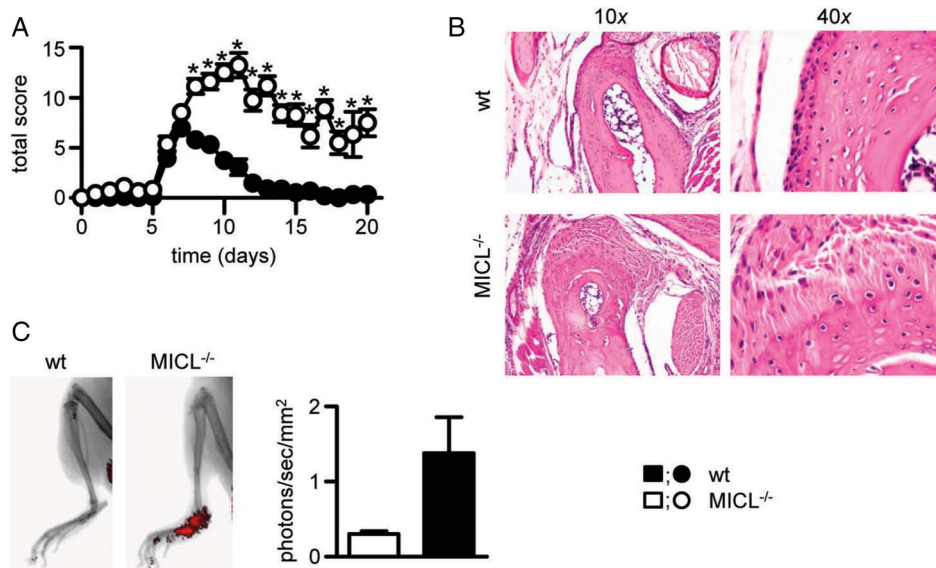 A
15
10
5
0
total score
0 5 10 15 20
time (days)
* * * * * * * * * * * * *
B
10x 40x
wt
MICL-/-
C
wt MICL-/-
2
1
0
photons/sec/mm²
■;● wt
□;○ MICL-/-